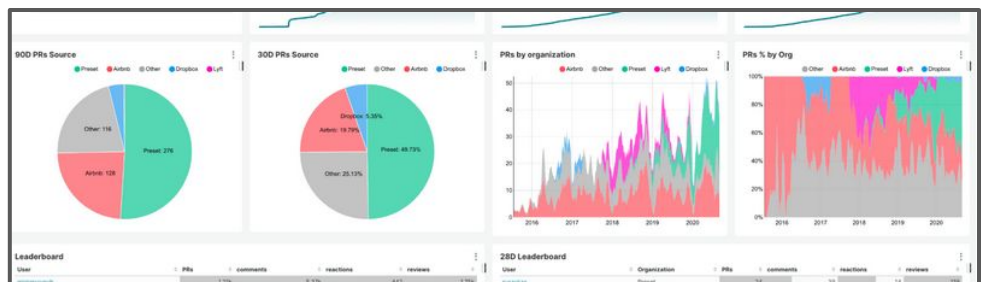 90D PRs Source
Preset Airbnb Other Dropbox Lyft
Other: 116
Preset: 276
Airbnb: 128
30D PRs Source
Preset Airbnb Other Dropbox Lyft
Dropbox: 5.35%
Airbnb: 19.79%
Preset: 49.73%
Other: 25.13%
PRs by organization
Airbnb Other Preset Lyft Dropbox
50
40
30
20
10
0
2016 2017 2018 2019 2020
PRs % by Org
Other Airbnb Preset Lyft Dropbox
100%
80%
60%
40%
20%
0%
2016 2017 2018 2019 2020
Leaderboard
User PRs comments reactions reviews
28D Leaderboard
User Organization PRs comments reactions reviews